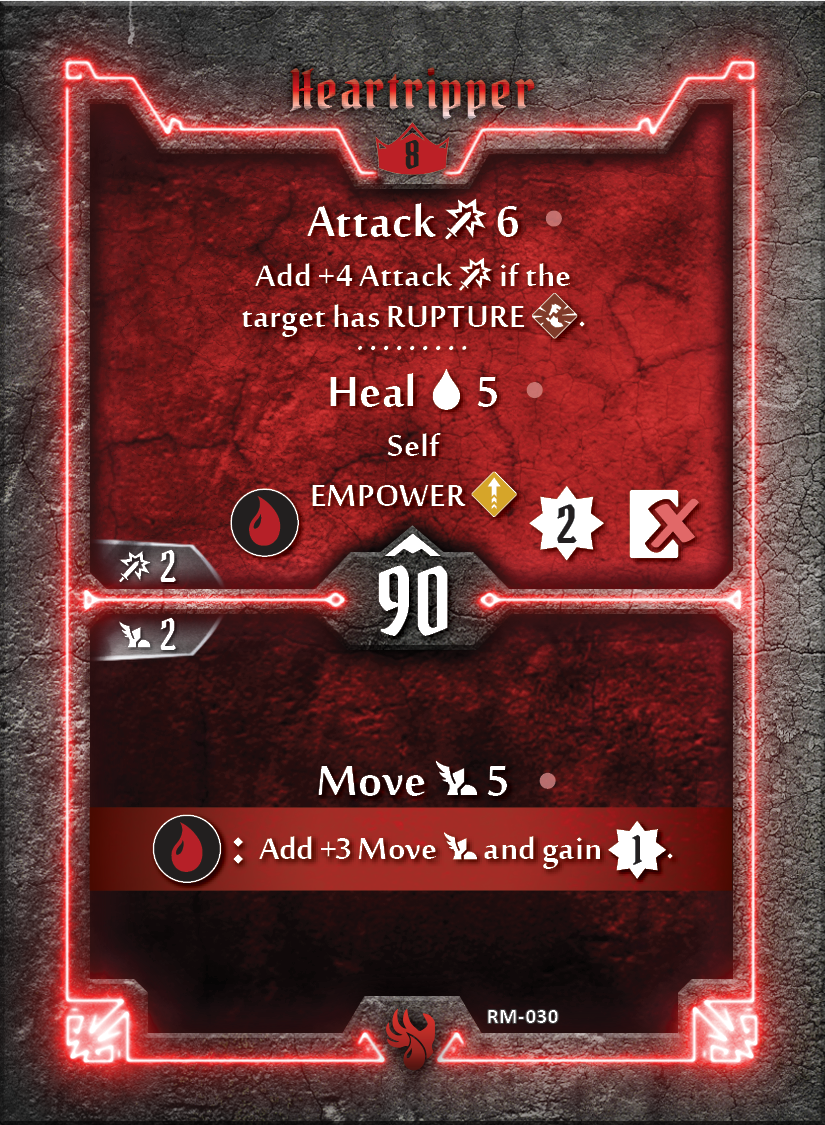 Heartripper
8
Attack 6
Add +4 Attack if the
target has RUPTURE .
Heal 5
Self
EMPOWER
2
2
90
2
Move 5
: Add +3 Move and gain 1 .
RM-030